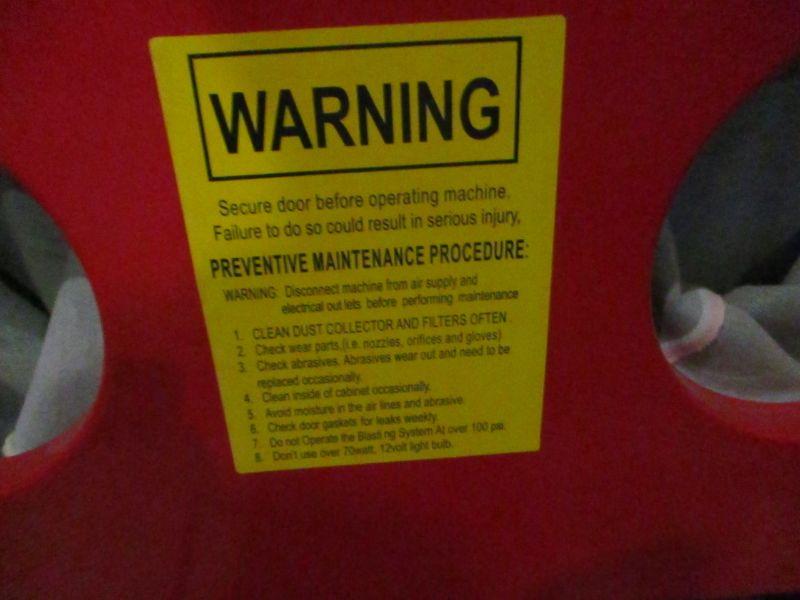 WARNING
Secure door before operating machine.
Failure to do so could result in serious injury,
PREVENTIVE MAINTENANCE PROCEDURE:
WARNING: Disconnect machine from air supply and
electrical out lets before performing maintenance
1. CLEAN DUST COLLECTOR AND FILTERS OFTEN.
2. Check wear parts,(i.e. nozzles, orifices and gloves)
3. Check abrasives. Abrasives wear out and need to be
replaced occasionally.
4. Clean inside of cabinet occasionally.
5. Avoid moisture in the air lines and abrasive.
6. Check door gaskets for leaks weekly.
7. Do not Operate the Blasti ng System At over 100 psi.
8. Don't use over 70watt, 12volt light bulb.